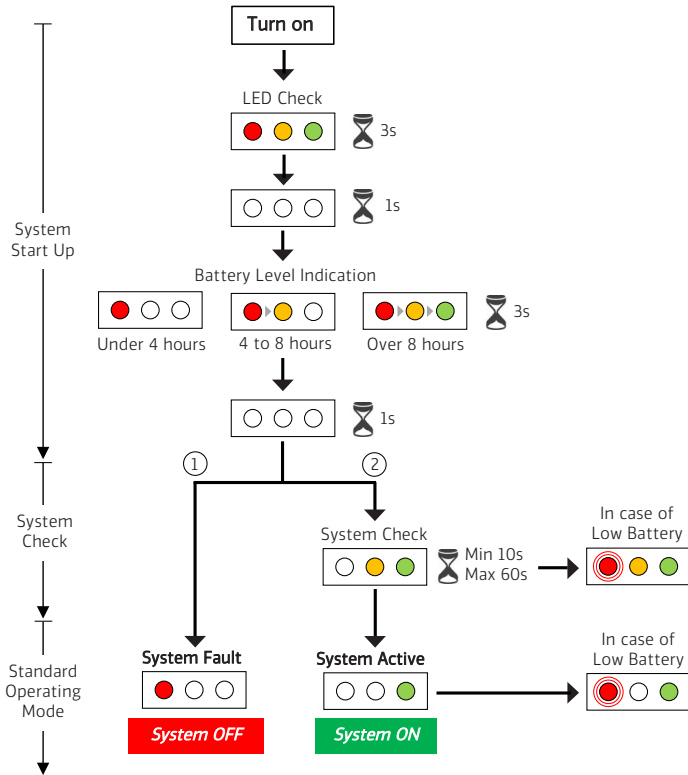 Turn on
LED Check
3s
1s
System
Start Up
Battery Level Indication
3s
Under 4 hours
4 to 8 hours
Over 8 hours
1s
1
2
System
Check
System Check
Min 10s
Max 60s
In case of
Low Battery
Standard
Operating
Mode
System Fault
System OFF
System Active
System ON
In case of
Low Battery